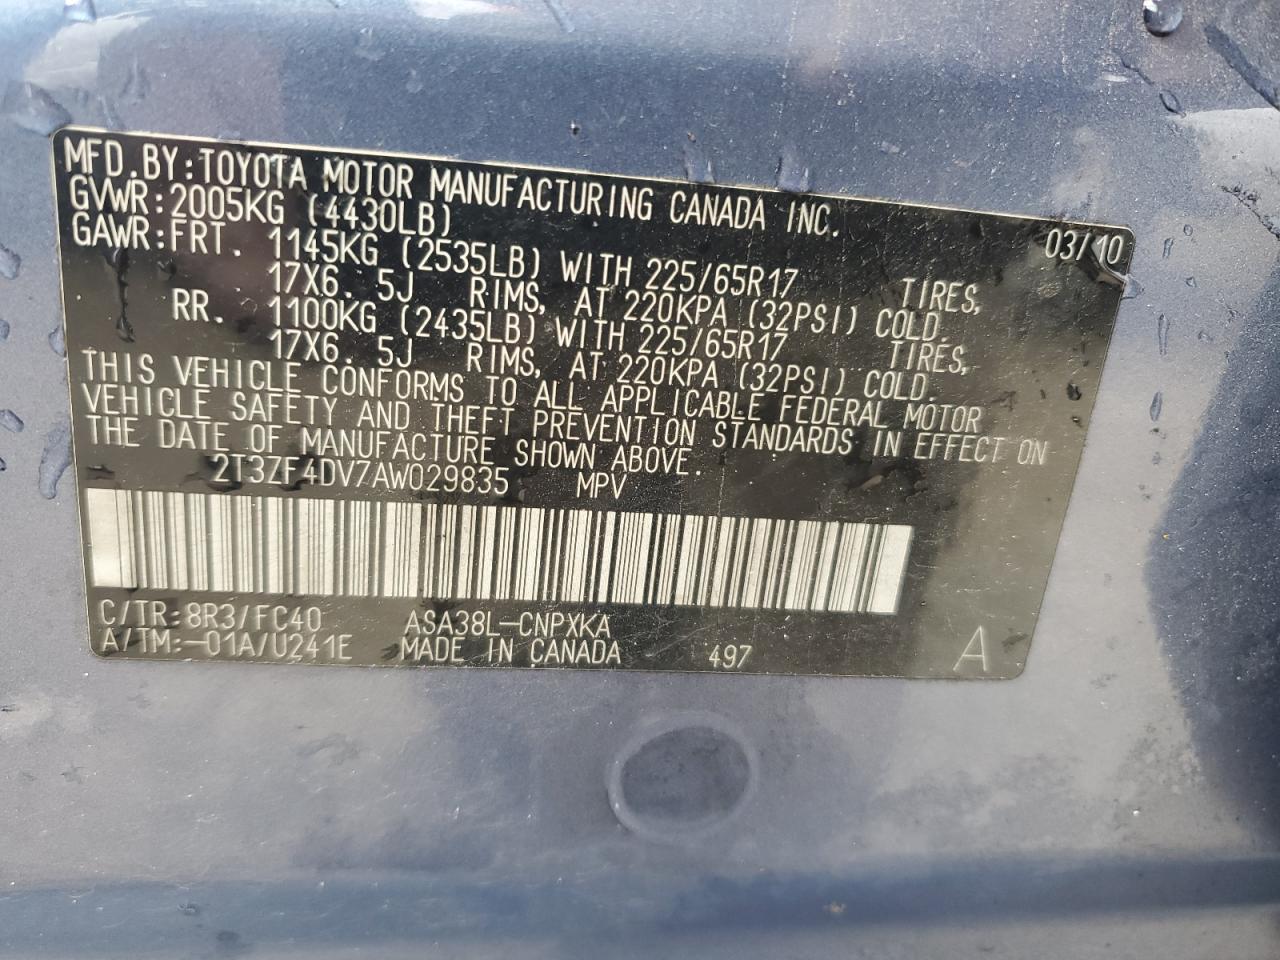 MFD.BY:TOYOTA MOTOR MANUFACTURING CANADA INC.
GVWR:2005KG (4430LB) 03/10
GAWR:FRT. 1145KG (2535LB) WITH 225/65R17 TIRES,
17X6.5J RIMS, AT 220KPA (32PSI) COLD.
RR. 1100KG (2435LB) WITH 225/65R17 TIRES,
17X6.5J RIMS, AT 220KPA (32PSI) COLD.
THIS VEHICLE CONFORMS TO ALL APPLICABLE FEDERAL MOTOR
VEHICLE SAFETY AND THEFT PREVENTION STANDARDS IN EFFECT ON
THE DATE OF MANUFACTURE SHOWN ABOVE.
2T3ZF4DV7AW029835 MPV
C/TR:8R3/FC40 ASA38L-CNPXKA
A/TM:-01A/U241E MADE IN CANADA 497 A